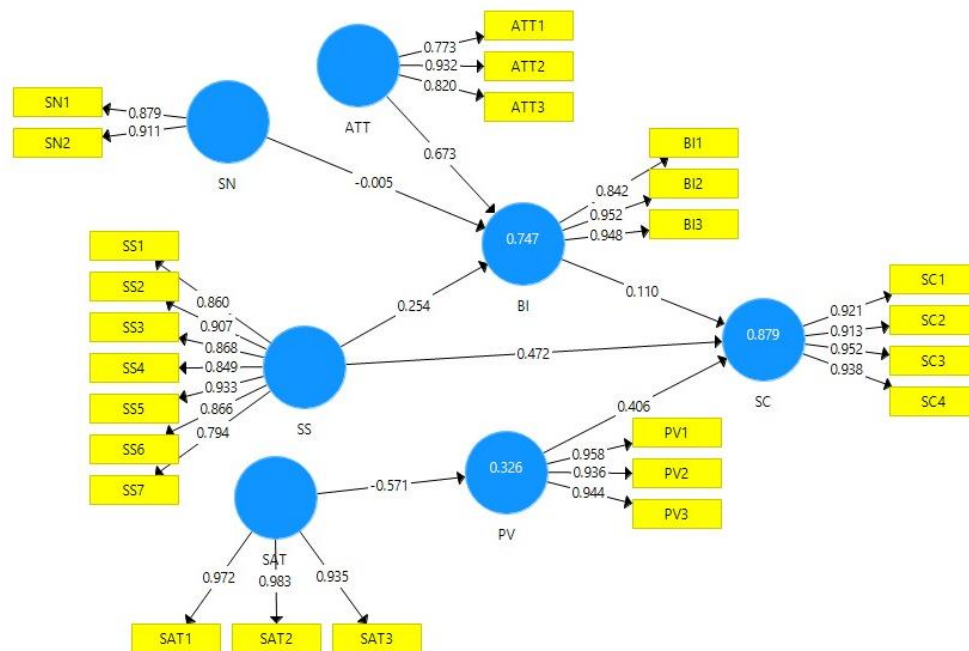 ATT1
0.773
ATT2
0.932
0.820
ATT3
ATT
SN1
0.879
SN2
0.911
SN
0.673
-0.005
BI1
0.842
BI2
0.952
0.948
BI3
0.747
BI
SS1
SS2
0.860
0.907
SS3
0.868
SS4
0.849
SS5
0.933
0.866
SS6
0.794
SS7
SS
0.254
0.110
0.472
SC1
0.921
SC2
0.913
0.952
SC3
0.938
SC4
0.879
SC
0.406
PV1
0.958
PV2
0.936
0.944
PV3
0.326
PV
-0.571
SAT
0.972
0.983
0.935
SAT1
SAT2
SAT3